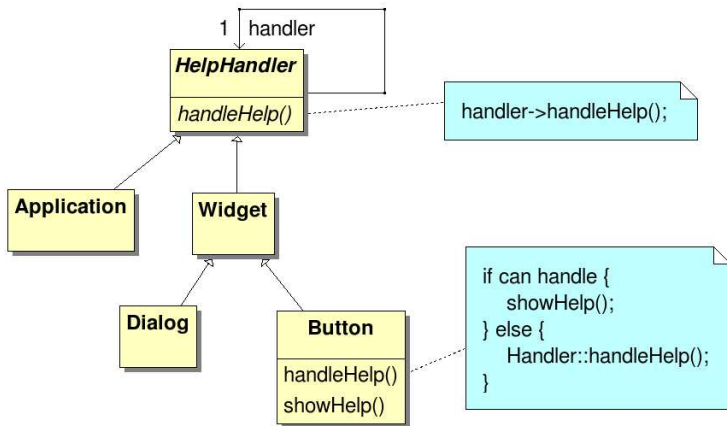 1 handler
HelpHandler
handleHelp()
handler->handleHelp();
Application
Widget
Dialog
Button
handleHelp()
showHelp()
if can handle {
showHelp();
} else {
Handler::handleHelp();
}